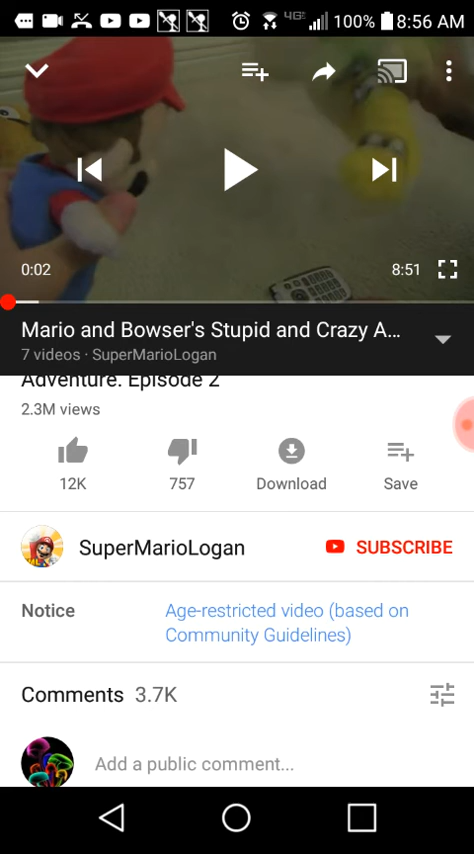 4G 100% 8:56 AM
0:02 8:51
Mario and Bowser's Stupid and Crazy A...
7 videos · SuperMarioLogan
Adventure. Episode 2
2.3M views
12K 757 Download Save
SuperMarioLogan SUBSCRIBE
Notice Age-restricted video (based on
Community Guidelines)
Comments 3.7K
Add a public comment...